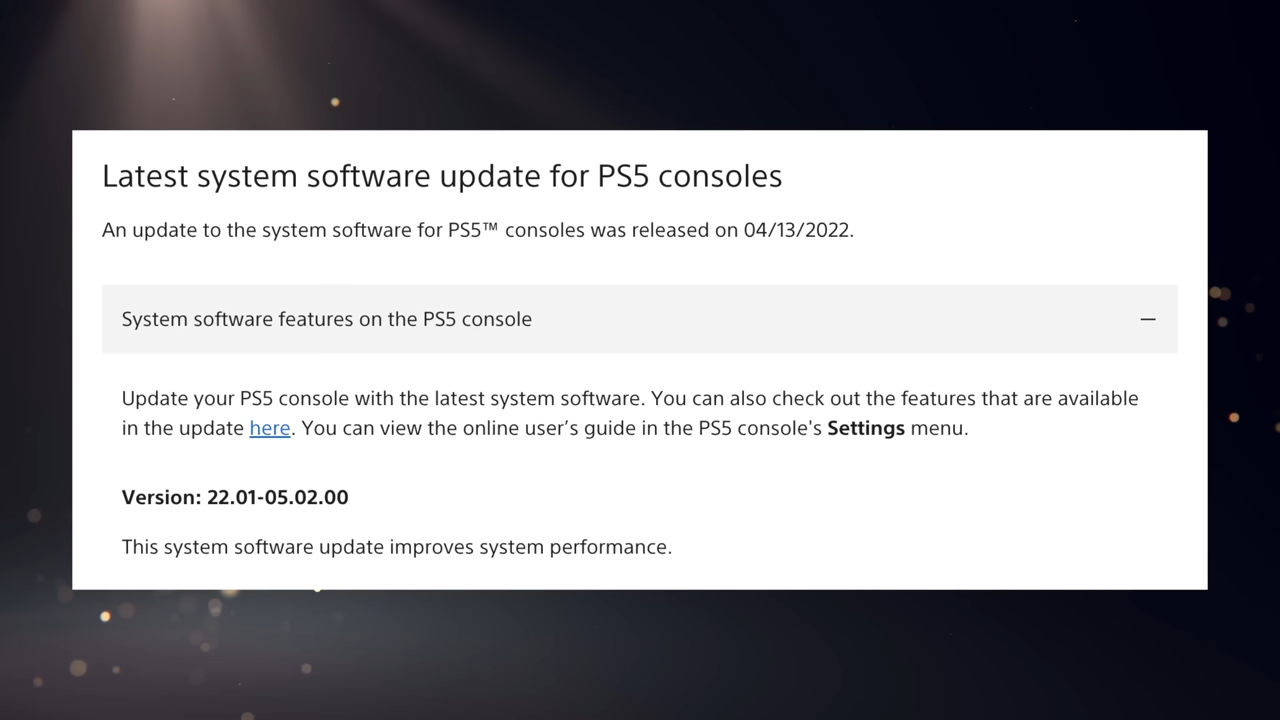 Latest system software update for PS5 consoles
An update to the system software for PS5™ consoles was released on 04/13/2022.
System software features on the PS5 console
Update your PS5 console with the latest system software. You can also check out the features that are available
in the update here. You can view the online user’s guide in the PS5 console's Settings menu.
Version: 22.01-05.02.00
This system software update improves system performance.